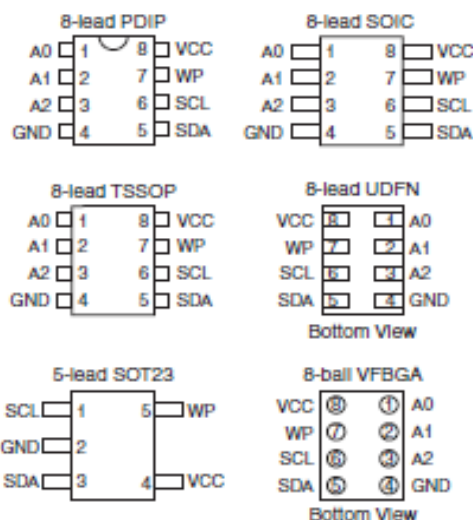 8-lead PDIP
A0 1 8 VCC
A1 2 7 WP
A2 3 6 SCL
GND 4 5 SDA
8-lead SOIC
A0 1 8 VCC
A1 2 7 WP
A2 3 6 SCL
GND 4 5 SDA
8-lead TSSOP
A0 1 8 VCC
A1 2 7 WP
A2 3 6 SCL
GND 4 5 SDA
8-lead UDFN
VCC 8 1 A0
WP 7 2 A1
SCL 6 3 A2
SDA 5 4 GND
Bottom View
5-lead SOT23
SCL 1 5 WP
GND 2
SDA 3 4 VCC
8-ball VFBGA
VCC 8 1 A0
WP 7 2 A1
SCL 6 3 A2
SDA 5 4 GND
Bottom View